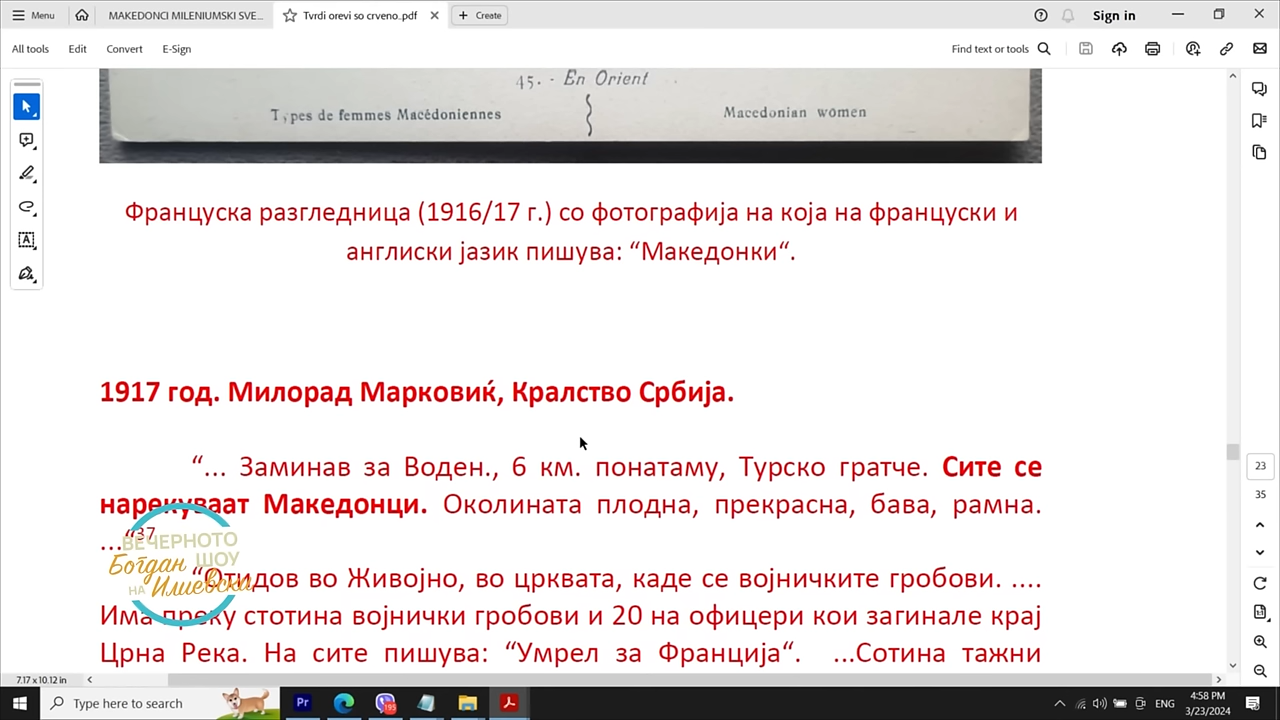 Menu
MAKEDONCI MILENIUMSKI SVE...
Tvrdi orevi so crveno..pdf
Create
Sign in
All tools
Edit
Convert
E-Sign
Find text or tools
45. - En Orient
Types de femmes Macédoniennes
Macedonian women
Француска разгледница (1916/17 г.) со фотографија на која на француски и
англиски јазик пишува: “Македонки“.
1917 год. Милорад Марковиќ, Кралство Србија.
“... Заминав за Воден., 6 км. понатаму, Турско гратче. Сите се
нарекуваат Македонци. Околината плодна, прекрасна, бава, рамна.
...“37
“Отидов во Живојно, во црквата, каде се војничките гробови. ....
Има преку стотина војнички гробови и 20 на офицери кои загинале крај
Црна Река. На сите пишува: “Умрел за Франција“. ...Сотина тажни
ВЕЧЕРНОТО
ШОУ
НА
Богдан
Илиевски
23
35
7.17 x 10.12 in
Type here to search
Pr
195
ENG
4:58 PM
3/23/2024